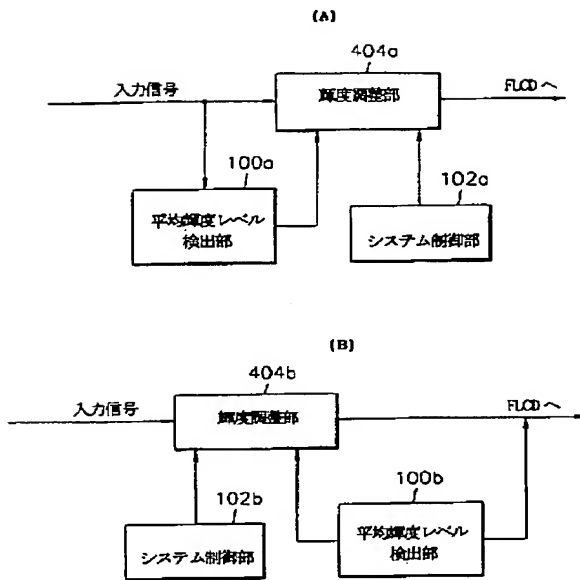 (A)
404a
入力信号
輝度調整部
FLCDへ
100a
102a
平均輝度レベル
検出部
システム制御部
(B)
404b
入力信号
輝度調整部
FLCDへ
102b
100b
システム制御部
平均輝度レベル
検出部